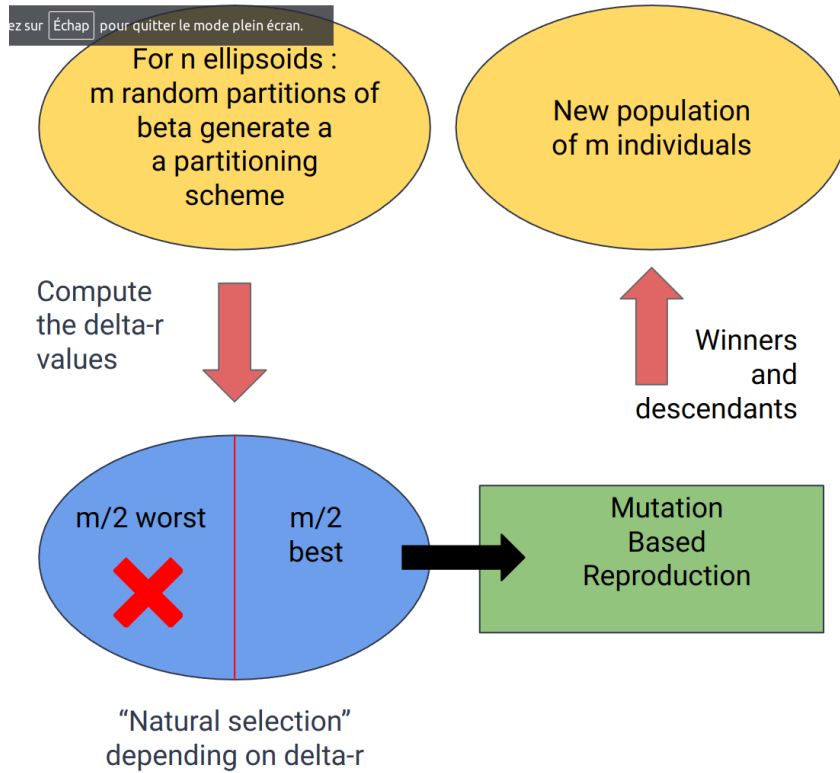 ez sur Échap pour quitter le mode plein écran.
For n ellipsoids :
m random partitions of
beta generate a
a partitioning
scheme
New population
of m individuals
Compute
the delta-r
values
Winners
and
descendants
m/2 worst
m/2
best
Mutation
Based
Reproduction
“Natural selection”
depending on delta-r